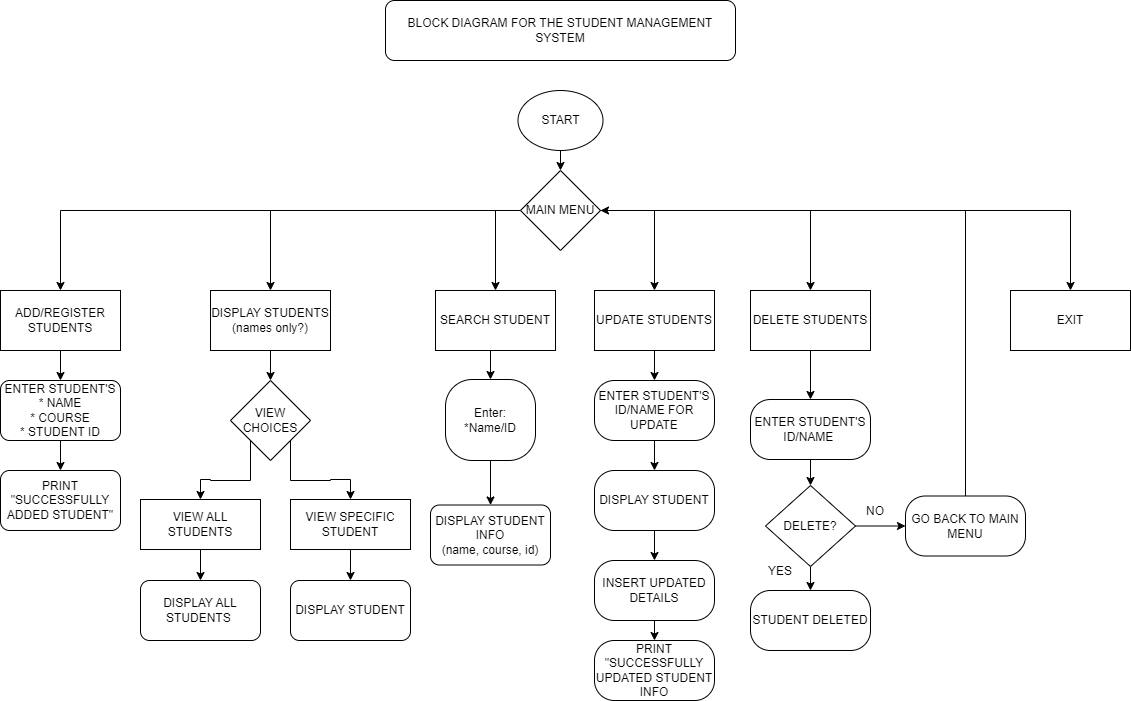 BLOCK DIAGRAM FOR THE STUDENT MANAGEMENT
SYSTEM
START
MAIN MENU
ADD/REGISTER
STUDENTS
DISPLAY STUDENTS
(names only?)
SEARCH STUDENT
UPDATE STUDENTS
DELETE STUDENTS
EXIT
ENTER STUDENT'S
* NAME
* COURSE
* STUDENT ID
VIEW
CHOICES
Enter:
*Name/ID
ENTER STUDENT'S
ID/NAME FOR
UPDATE
ENTER STUDENT'S
ID/NAME
PRINT
"SUCCESSFULLY
ADDED STUDENT"
VIEW ALL
STUDENTS
VIEW SPECIFIC
STUDENT
DISPLAY STUDENT
INFO
(name, course, id)
DISPLAY STUDENT
DELETE?
NO
GO BACK TO MAIN
MENU
YES
DISPLAY ALL
STUDENTS
DISPLAY STUDENT
INSERT UPDATED
DETAILS
STUDENT DELETED
PRINT
"SUCCESSFULLY
UPDATED STUDENT
INFO